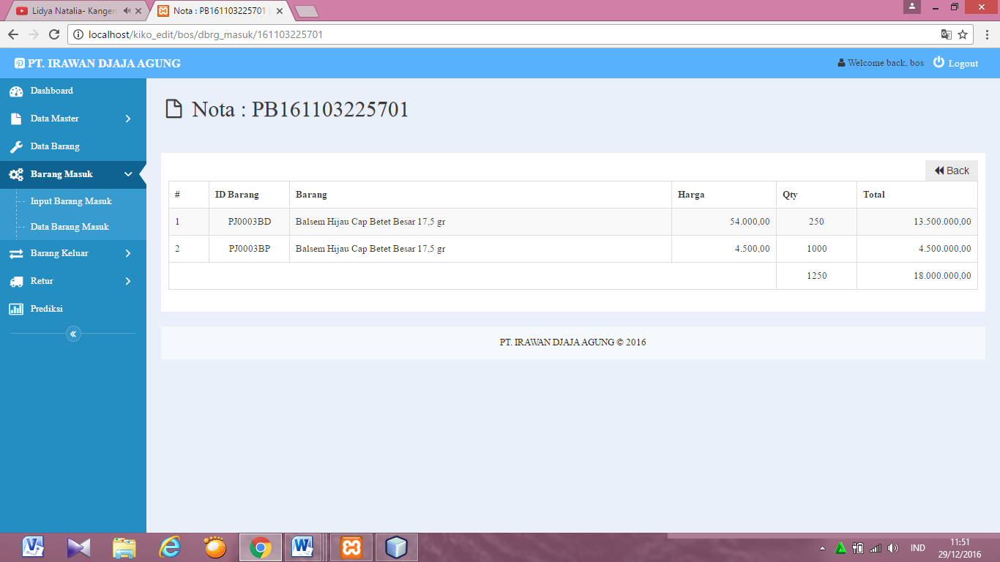 Lidya Natalia- Kangen
Nota : PB161103225701
localhost/kiko_edit/bos/dbrg_masuk/161103225701
PT. IRAWAN DJAJA AGUNG
Welcome back, bos
Logout
Dashboard
Data Master
Data Barang
Barang Masuk
Input Barang Masuk
Data Barang Masuk
Barang Keluar
Retur
Prediksi
Nota : PB161103225701
Back
# ID Barang Barang Harga Qty Total
1 PJ0003BD Balsem Hijau Cap Betet Besar 17,5 gr 54.000,00 250 13.500.000,00
2 PJ0003BP Balsem Hijau Cap Betet Besar 17,5 gr 4.500,00 1000 4.500.000,00
1250 18.000.000,00
PT. IRAWAN DJAJA AGUNG © 2016
IND
11:51
29/12/2016